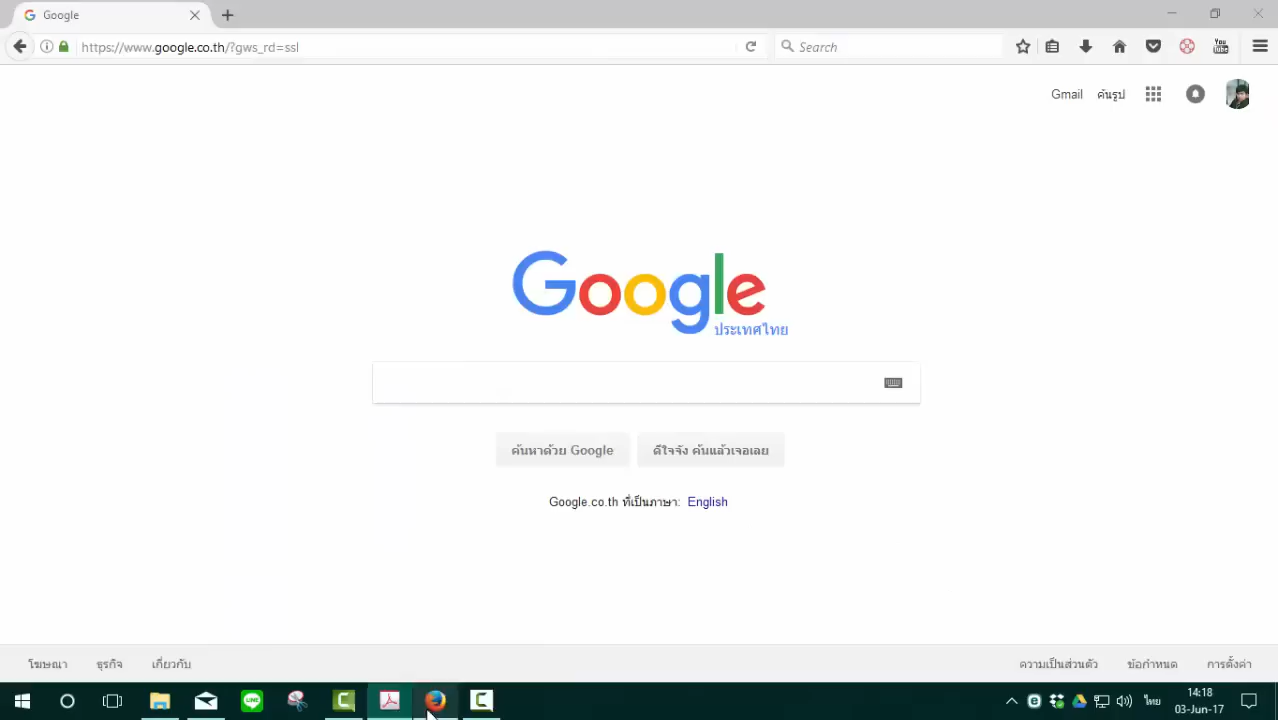 Google
https://www.google.co.th/?gws_rd=ssl
Search
You
Tube
Gmail
ค้นรูป
Google
ประเทศไทย
ค้นหาด้วย Google
ดีใจจัง ค้นแล้วเจอเลย
Google.co.th ที่เป็นภาษา: English
โฆษณา
ธุรกิจ
เกี่ยวกับ
ความเป็นส่วนตัว
ข้อกำหนด
การตั้งค่า
LINE
ไทย
14:18
03-Jun-17